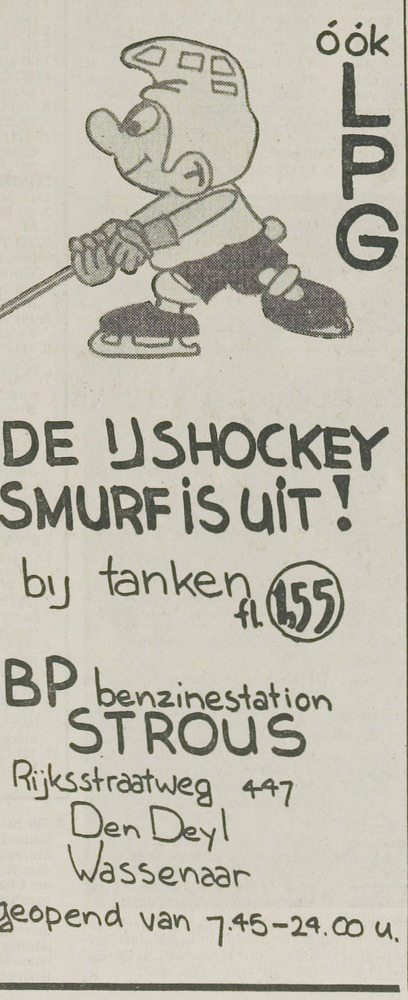 óók
LPG
DE IJSHOCKEY
SMURF iS UiT!
bij tanken
fl. 1,55
BP benzinestation
STROUS
Rijksstraatweg 447
Den Deyl
Wassenaar
geopend van 7.45-24.00 u.